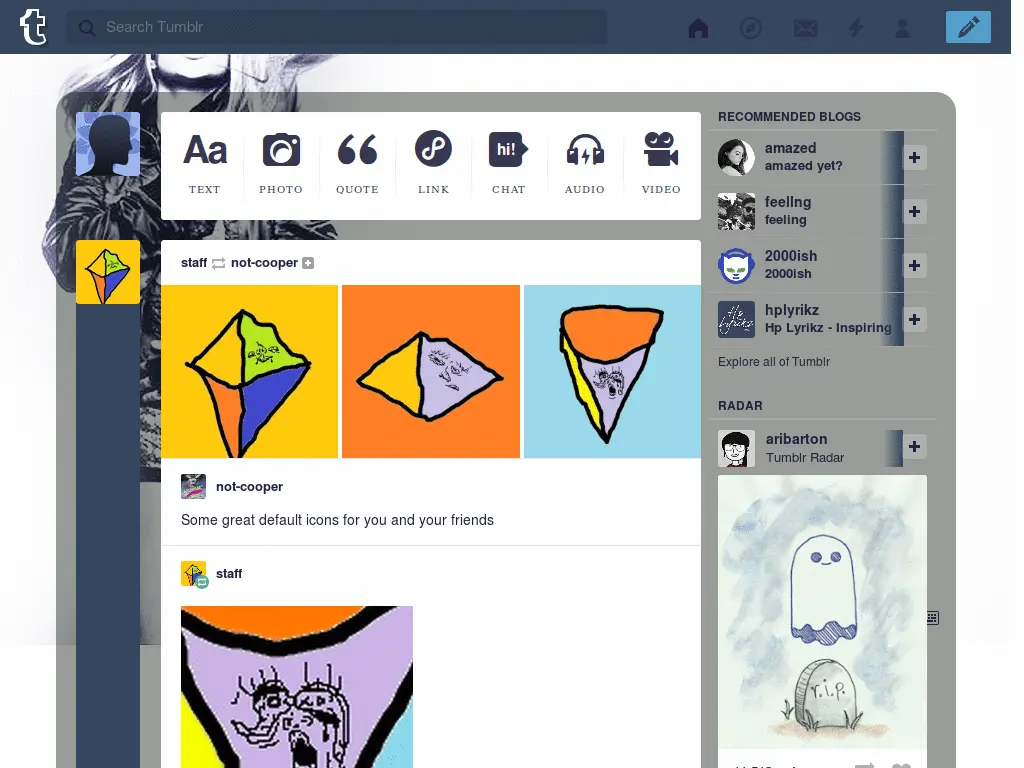 t
Search Tumblr
Aa
hi!
TEXT
PHOTO
QUOTE
LINK
CHAT
AUDIO
VIDEO
staff not-cooper
not-cooper
Some great default icons for you and your friends
staff
RECOMMENDED BLOGS
amazed
amazed yet?
feellng
feeling
2000ish
2000ish
hplyrikz
Hp Lyrikz - Inspiring
Explore all of Tumblr
RADAR
aribarton
Tumblr Radar
r.i.p.